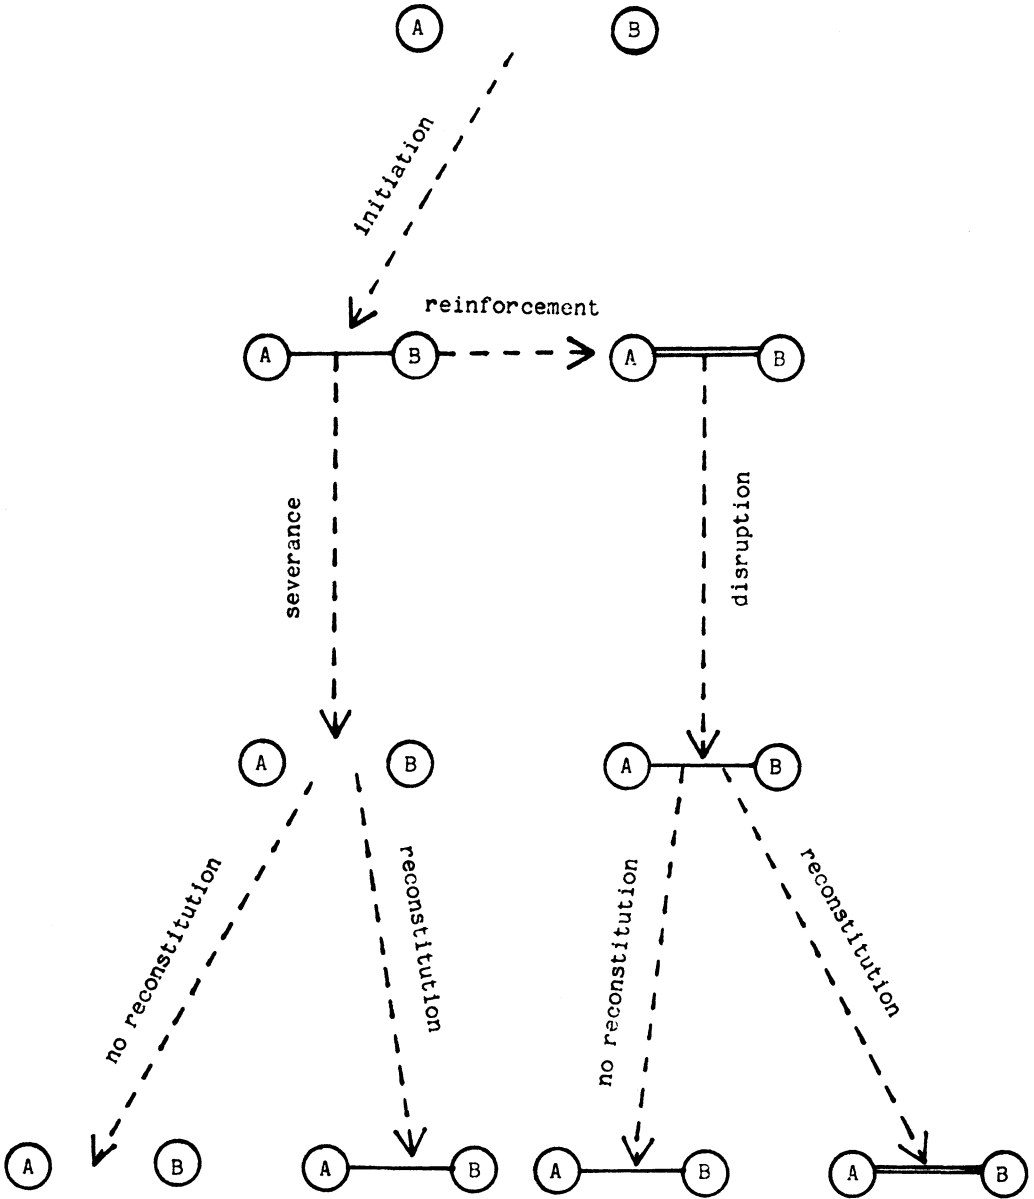 A B
initiation
reinforcement
A B A B
severance
disruption
A B A B
no reconstitution
reconstitution
no reconstitution
reconstitution
A B A B A B A B